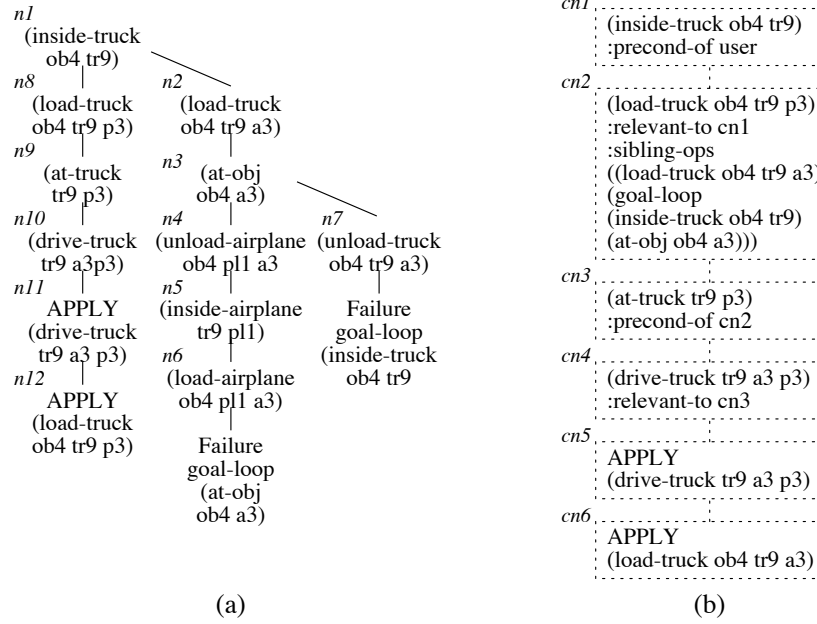 n1
(inside-truck
ob4 tr9)
n8
(load-truck
ob4 tr9 p3)
n9
(at-truck
tr9 p3)
n10
(drive-truck
tr9 a3p3)
n11
APPLY
(drive-truck
tr9 a3 p3)
n12
APPLY
(load-truck
ob4 tr9 p3)
n2
(load-truck
ob4 tr9 a3)
n3
(at-obj
ob4 a3)
n4
(unload-airplane
ob4 pl1 a3
n5
(inside-airplane
tr9 pl1)
n6
(load-airplane
ob4 pl1 a3)
Failure
goal-loop
(at-obj
ob4 a3)
n7
(unload-truck
ob4 tr9 a3)
Failure
goal-loop
(inside-truck
ob4 tr9
(a)
cn1
(inside-truck ob4 tr9)
:precond-of user
cn2
(load-truck ob4 tr9 p3)
:relevant-to cn1
:sibling-ops
((load-truck ob4 tr9 a3)
(goal-loop
(inside-truck ob4 tr9)
(at-obj ob4 a3)))
cn3
(at-truck tr9 p3)
:precond-of cn2
cn4
(drive-truck tr9 a3 p3)
:relevant-to cn3
cn5
APPLY
(drive-truck tr9 a3 p3)
cn6
APPLY
(load-truck ob4 tr9 a3)
(b)